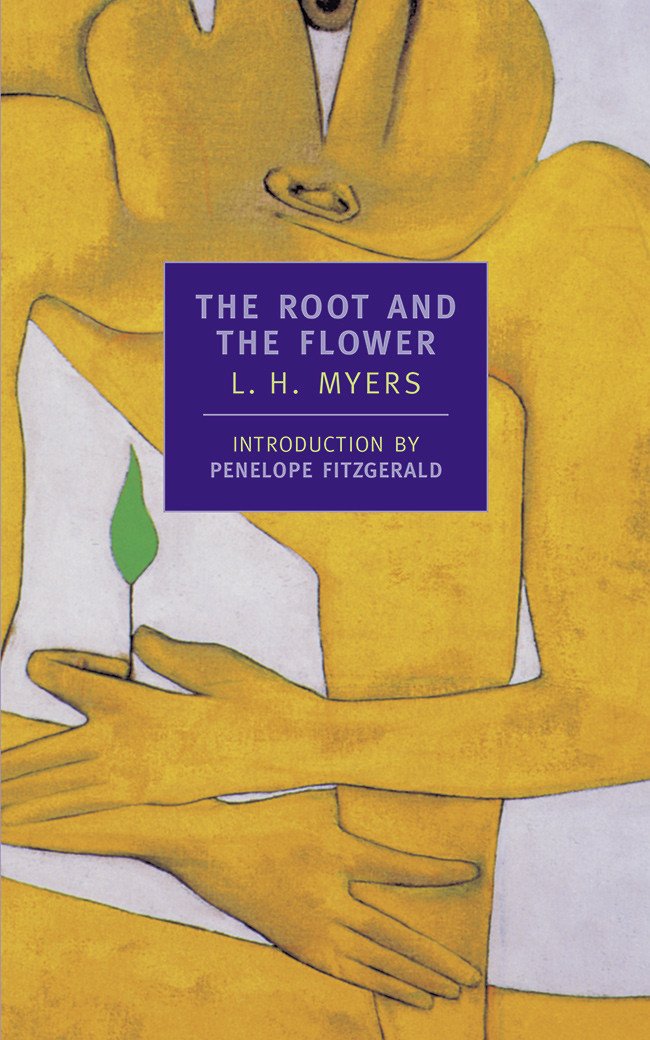 THE ROOT AND
THE FLOWER
L. H. MYERS
INTRODUCTION BY
PENELOPE FITZGERALD